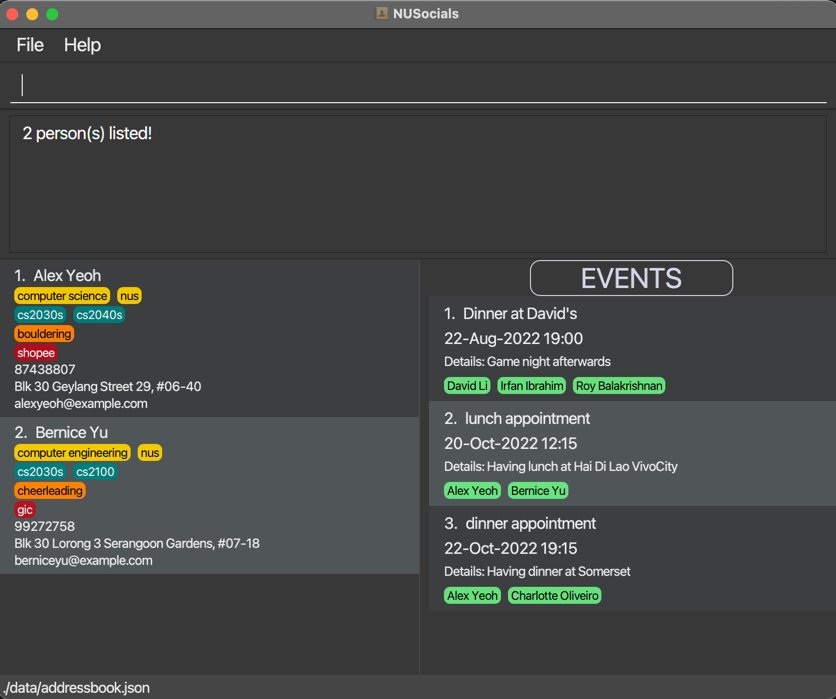 NUSocials
File Help
2 person(s) listed!
1. Alex Yeoh
computer science nus
cs2030s cs2040s
bouldering
shopee
87438807
Blk 30 Geylang Street 29, #06-40
alexyeoh@example.com
2. Bernice Yu
computer engineering nus
cs2030s cs2100
cheerleading
gic
99272758
Blk 30 Lorong 3 Serangoon Gardens, #07-18
berniceyu@example.com
EVENTS
1. Dinner at David's
22-Aug-2022 19:00
Details: Game night afterwards
David Li Irfan Ibrahim Roy Balakrishnan
2. lunch appointment
20-Oct-2022 12:15
Details: Having lunch at Hai Di Lao VivoCity
Alex Yeoh Bernice Yu
3. dinner appointment
22-Oct-2022 19:15
Details: Having dinner at Somerset
Alex Yeoh Charlotte Oliveiro
./data/addressbook.json